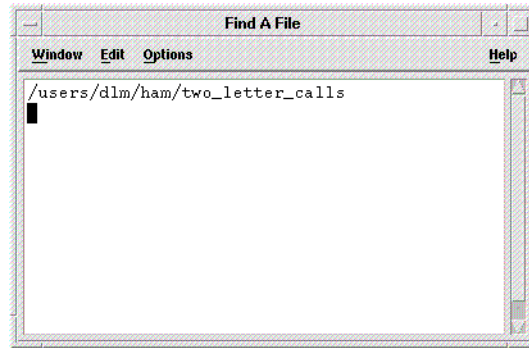 Find A File
Window Edit Options Help
/users/dlm/ham/two_letter_calls